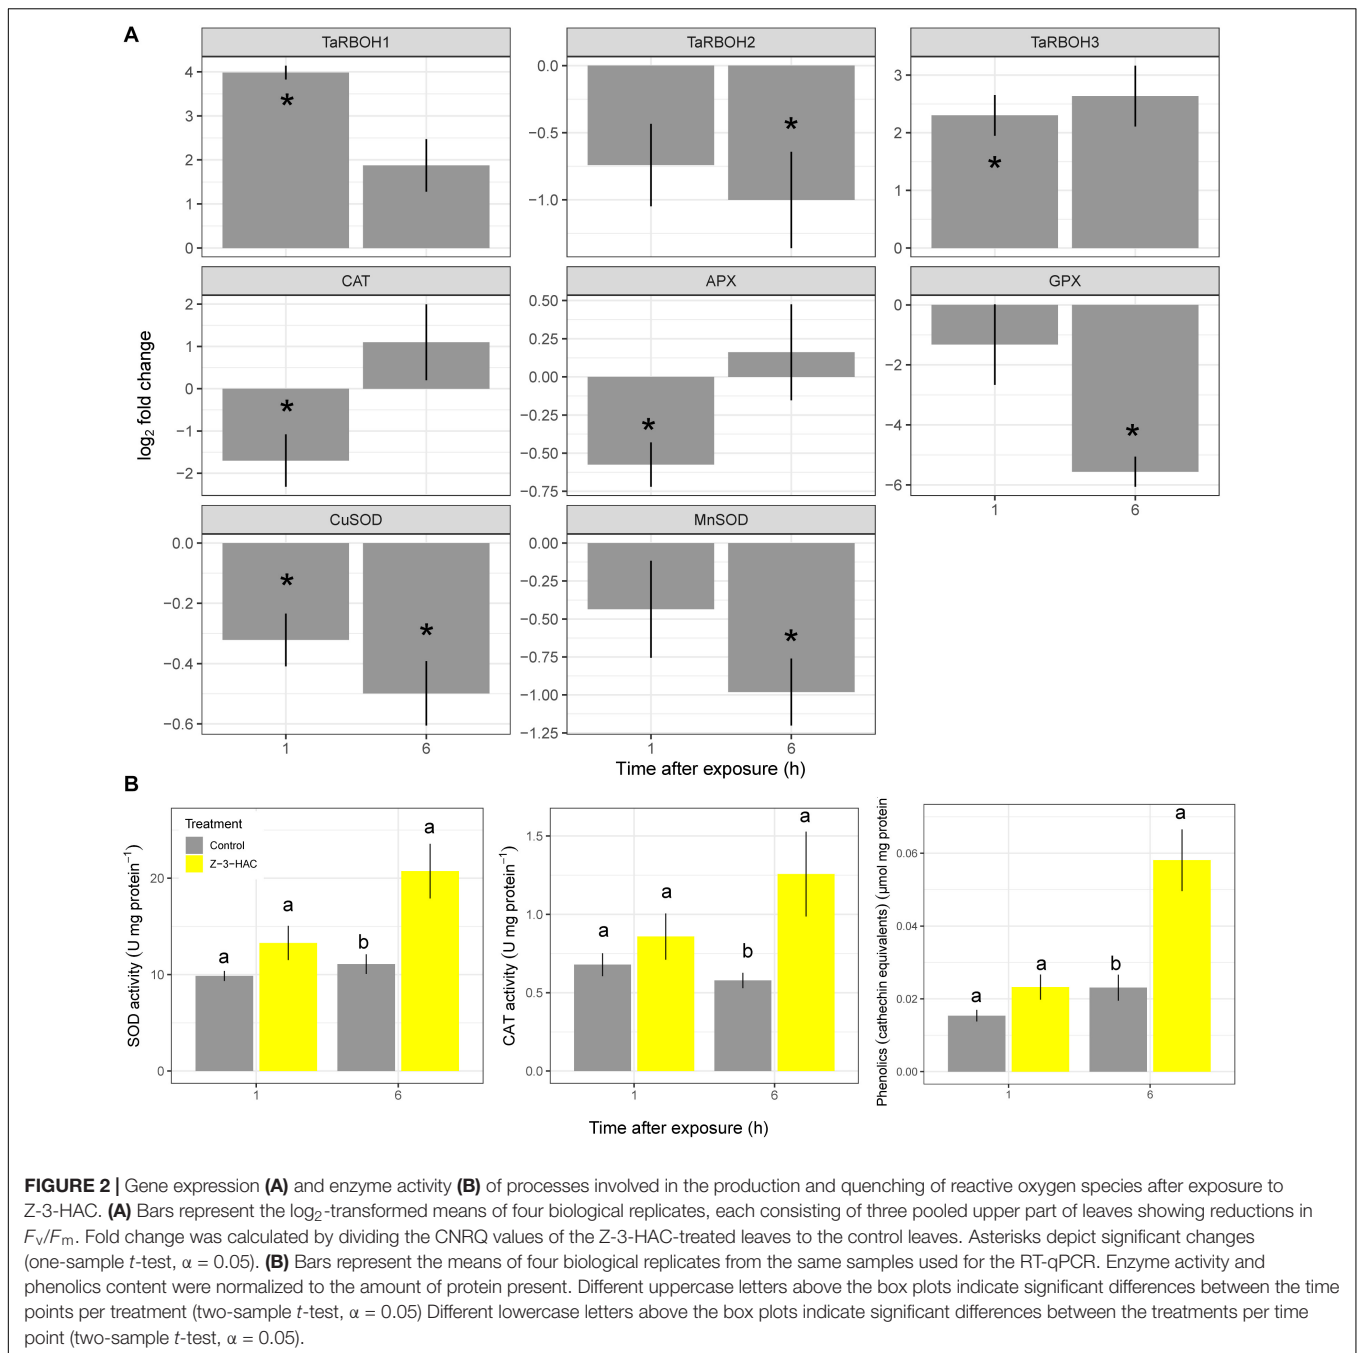 A
TaRBOH1
TaRBOH2
TaRBOH3
4
3
2
1
0
*
0.0
−0.5
−1.0
*
3
2
1
0
*
CAT
APX
GPX
log2 fold change
2
1
0
−1
−2
*
0.50
0.25
0.00
−0.25
−0.50
−0.75
*
0
−2
−4
−6
*
1
6
CuSOD
MnSOD
0.0
−0.2
−0.4
−0.6
*
*
1
6
0.00
−0.25
−0.50
−0.75
−1.00
−1.25
*
1
6
Time after exposure (h)
B
SOD activity (U mg protein−1)
20
10
0
Treatment
Control
Z−3−HAC
a
a
b
a
1
6
CAT activity (U mg protein−1)
1.5
1.0
0.5
0.0
a
a
b
a
1
6
Phenolics (cathechin equivalents) (μmol mg protein
0.06
0.04
0.02
0.00
a
a
b
a
1
6
Time after exposure (h)
FIGURE 2 | Gene expression (A) and enzyme activity (B) of processes involved in the production and quenching of reactive oxygen species after exposure to
Z-3-HAC. (A) Bars represent the log2-transformed means of four biological replicates, each consisting of three pooled upper part of leaves showing reductions in
Fv/Fm. Fold change was calculated by dividing the CNRQ values of the Z-3-HAC-treated leaves to the control leaves. Asterisks depict significant changes
(one-sample t-test, α = 0.05). (B) Bars represent the means of four biological replicates from the same samples used for the RT-qPCR. Enzyme activity and
phenolics content were normalized to the amount of protein present. Different uppercase letters above the box plots indicate significant differences between the time
points per treatment (two-sample t-test, α = 0.05) Different lowercase letters above the box plots indicate significant differences between the treatments per time
point (two-sample t-test, α = 0.05).